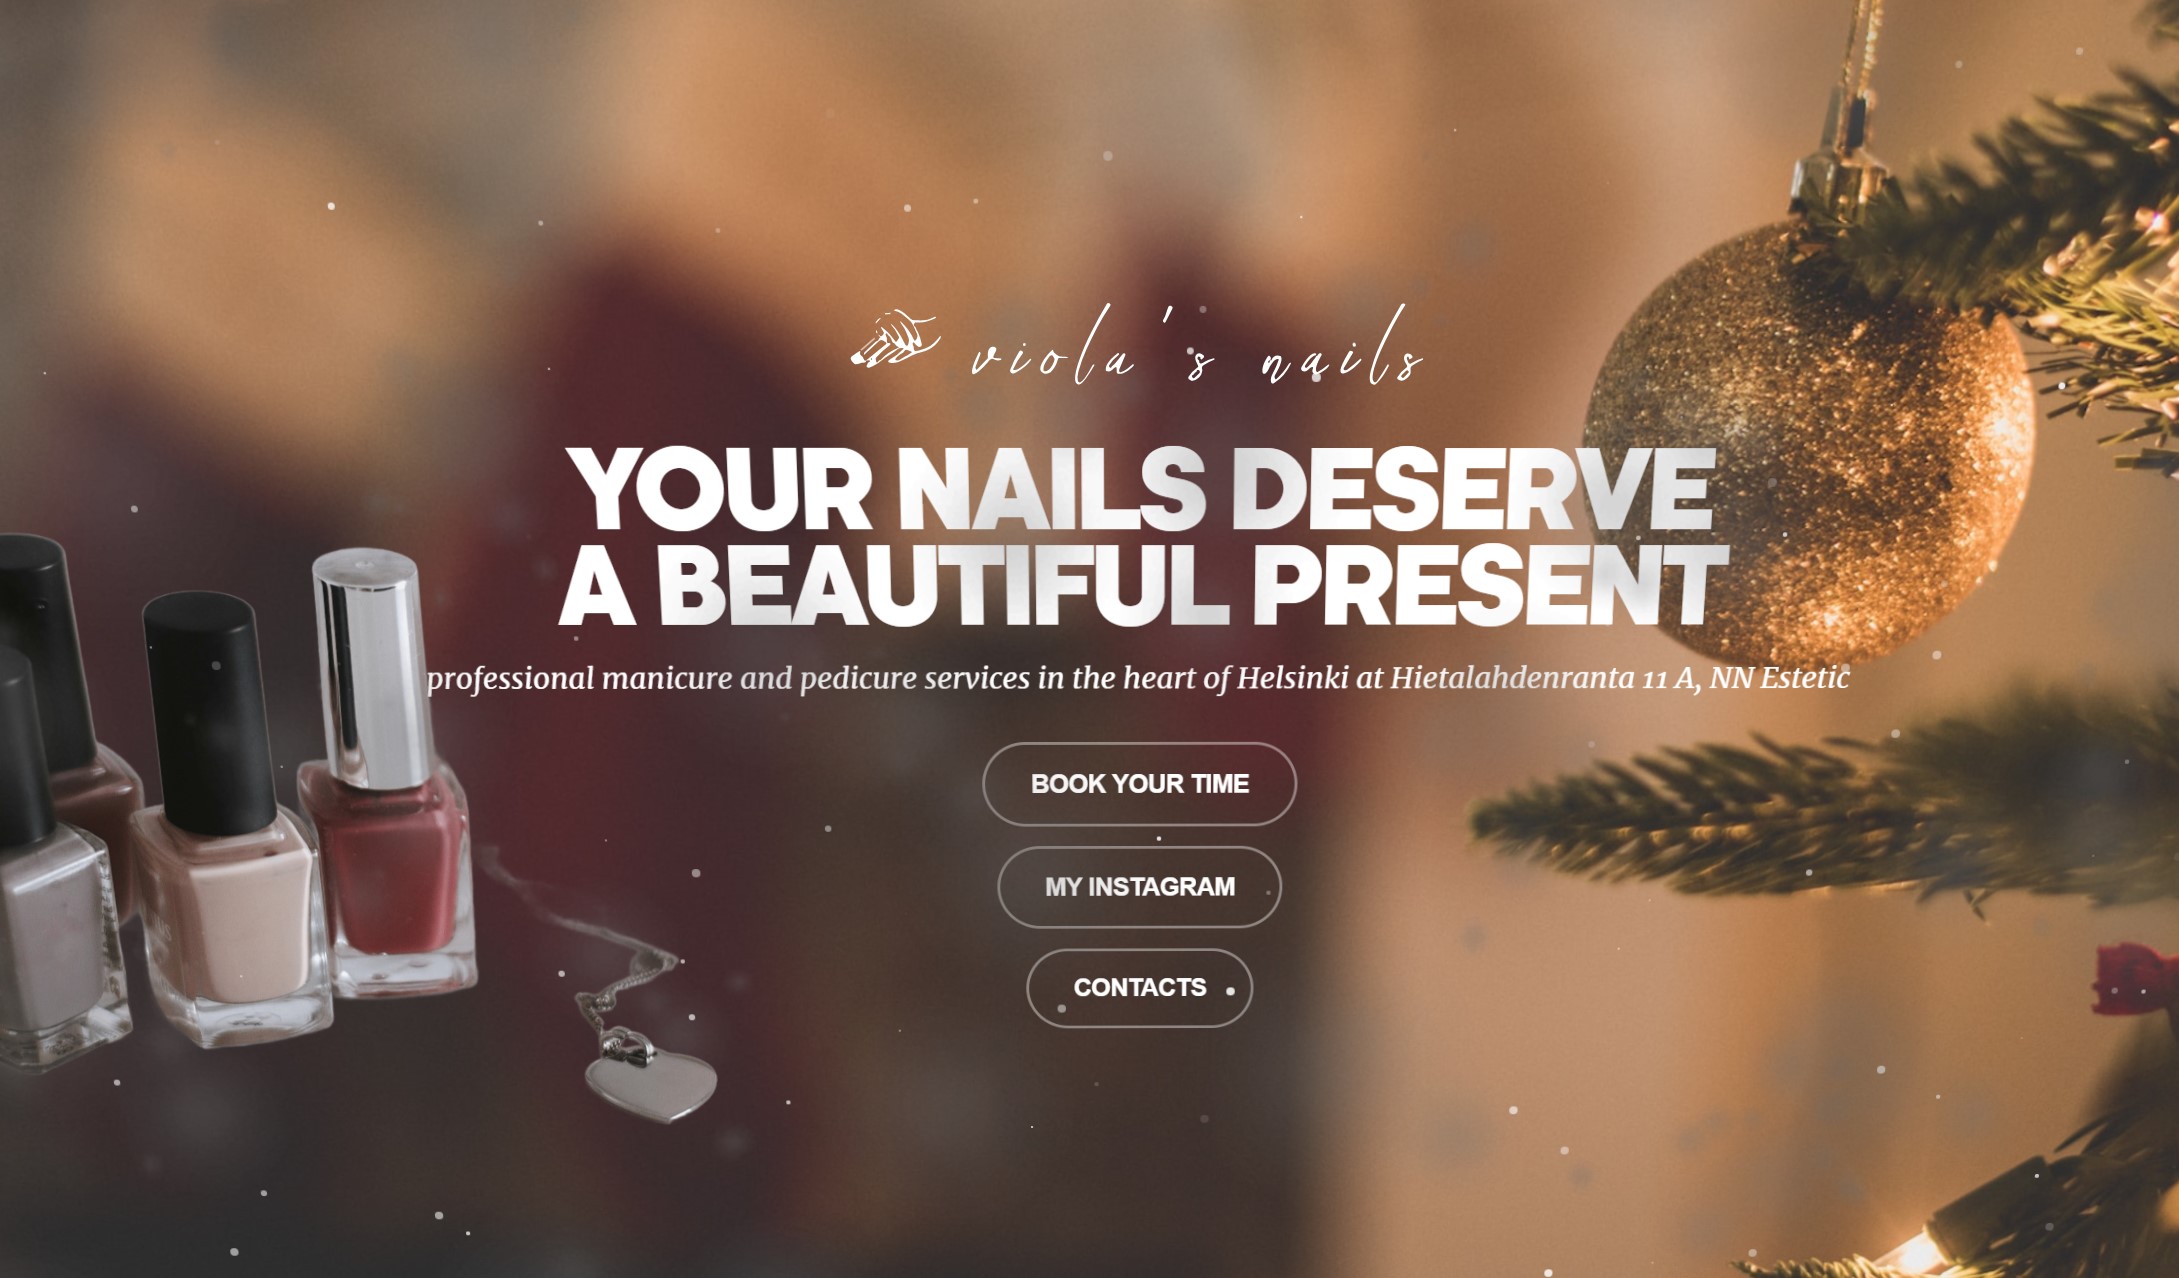 viola's nails
YOUR NAILS DESERVE
A BEAUTIFUL PRESENT
professional manicure and pedicure services in the heart of Helsinki at Hietalahdenranta 11 A, NN Estetic
BOOK YOUR TIME
MY INSTAGRAM
CONTACTS